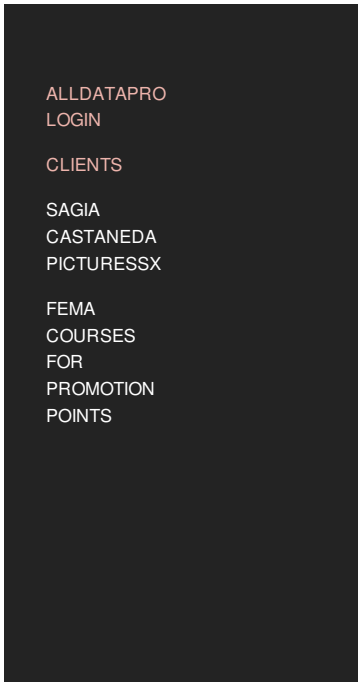 ALLDATAPRO
LOGIN
CLIENTS
SAGIA
CASTANEDA
PICTURESSX
FEMA
COURSES
FOR
PROMOTION
POINTS